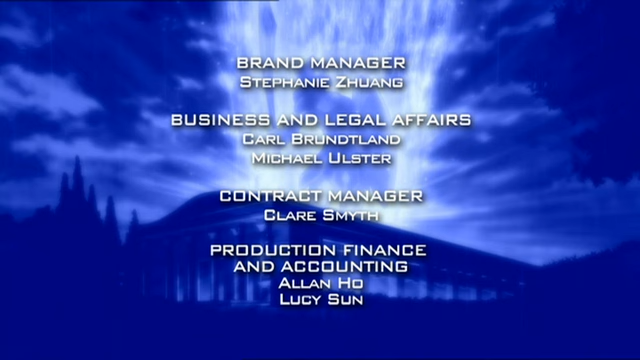 BRAND MANAGER
STEPHANIE ZHUANG
BUSINESS AND LEGAL AFFAIRS
CARL BRUNDTLAND
MICHAEL ULSTER
CONTRACT MANAGER
CLARE SMYTH
PRODUCTION FINANCE
AND ACCOUNTING
ALLAN HO
LUCY SUN